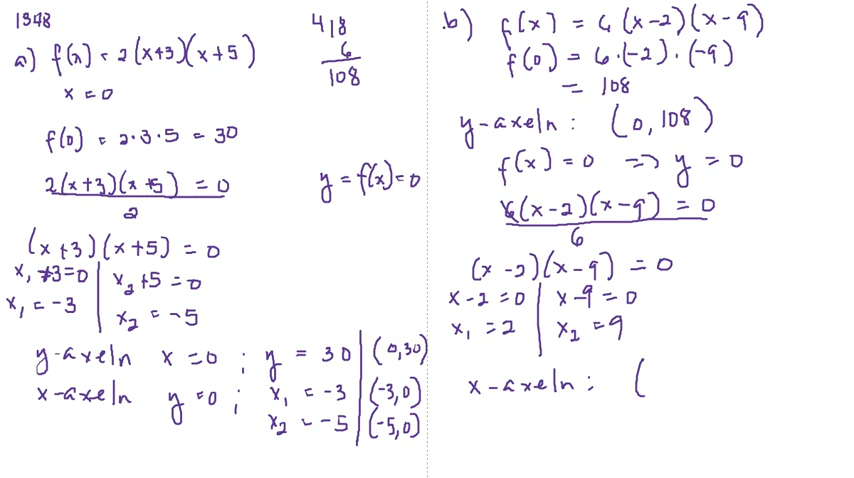 1348
a) f(x) = 2(x+3)(x+5)
x = 0
f(0) = 2·3·5 = 30
2(x+3)(x+5) = 0
2
(x+3)(x+5) = 0
x₁+3=0 | x₂+5=0
x₁ = -3 | x₂ = -5
y-axeln x=0 ; y = 30 | (0,30)
x-axeln y=0 ; x₁ = -3 | (-3,0)
x₂ = -5 | (-5,0)
418
6
108
y = f(x) = 0
b) f(x) = 6(x-2)(x-9)
f(0) = 6·(-2)·(-9)
= 108
y-axeln : (0,108)
f(x) = 0 => y = 0
6(x-2)(x-9) = 0
6
(x-2)(x-9) = 0
x-2=0 | x-9=0
x₁=2 | x₂=9
x-axeln : (